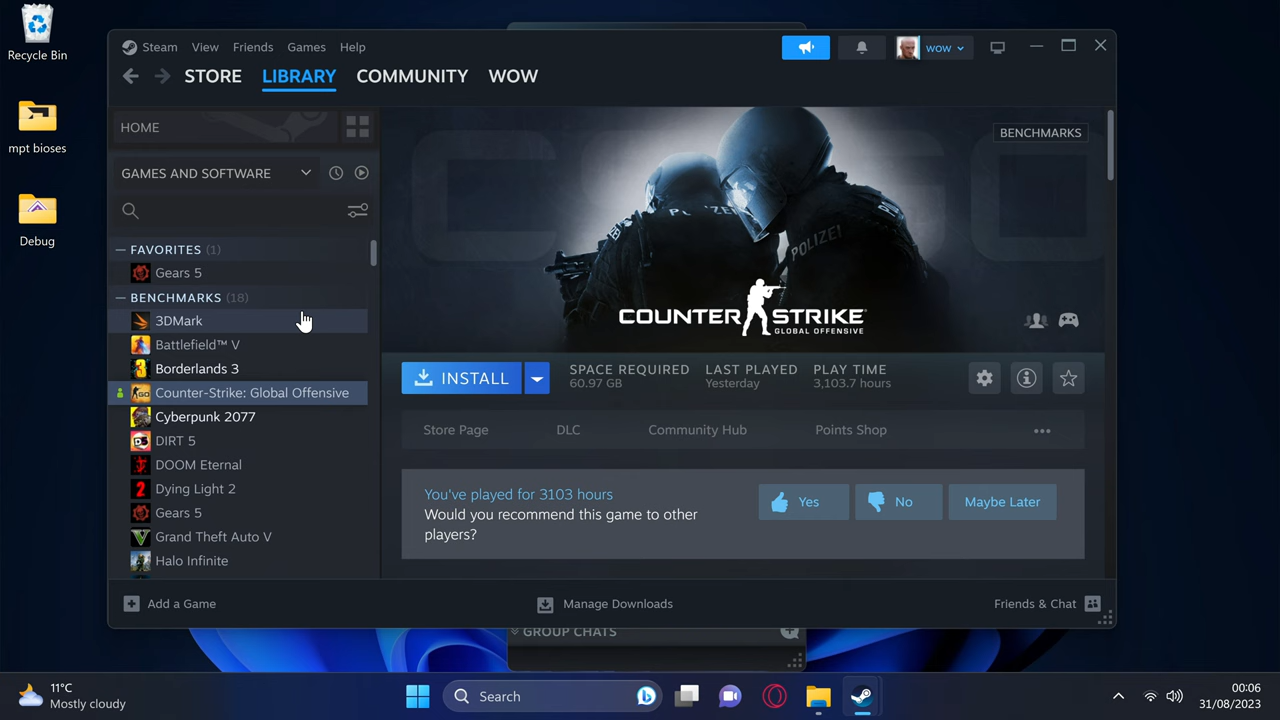 Recycle Bin
mpt bioses
Debug
Steam View Friends Games Help
wow
STORE LIBRARY COMMUNITY WOW
HOME
GAMES AND SOFTWARE
FAVORITES (1)
Gears 5
BENCHMARKS (18)
3DMark
Battlefield™ V
Borderlands 3
Counter-Strike: Global Offensive
Cyberpunk 2077
DIRT 5
DOOM Eternal
Dying Light 2
Gears 5
Grand Theft Auto V
Halo Infinite
BENCHMARKS
CS:GO
POLIZEI
POLIZEI
COUNTER STRIKE
GLOBAL OFFENSIVE
INSTALL
SPACE REQUIRED
60.97 GB
LAST PLAYED
Yesterday
PLAY TIME
3,103.7 hours
Store Page DLC Community Hub Points Shop
You've played for 3103 hours
Would you recommend this game to other
players?
Yes No Maybe Later
Add a Game Manage Downloads Friends & Chat
GROUP CHATS
11°C
Mostly cloudy
Search
00:06
31/08/2023